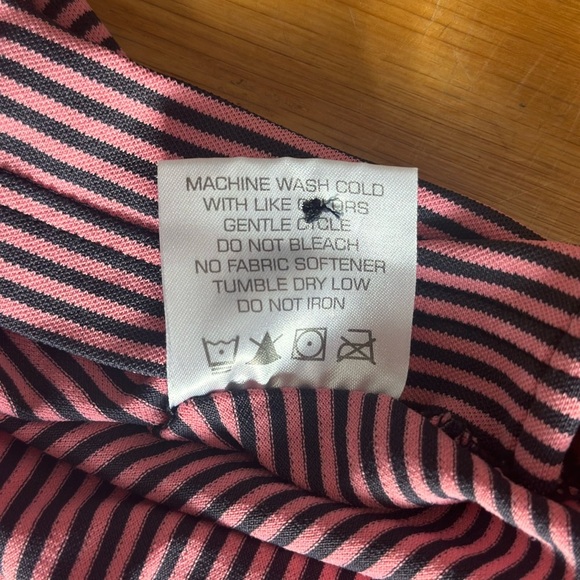 MACHINE WASH COLD
WITH LIKE COLORS
GENTLE CYCLE
DO NOT BLEACH
NO FABRIC SOFTENER
TUMBLE DRY LOW
DO NOT IRON